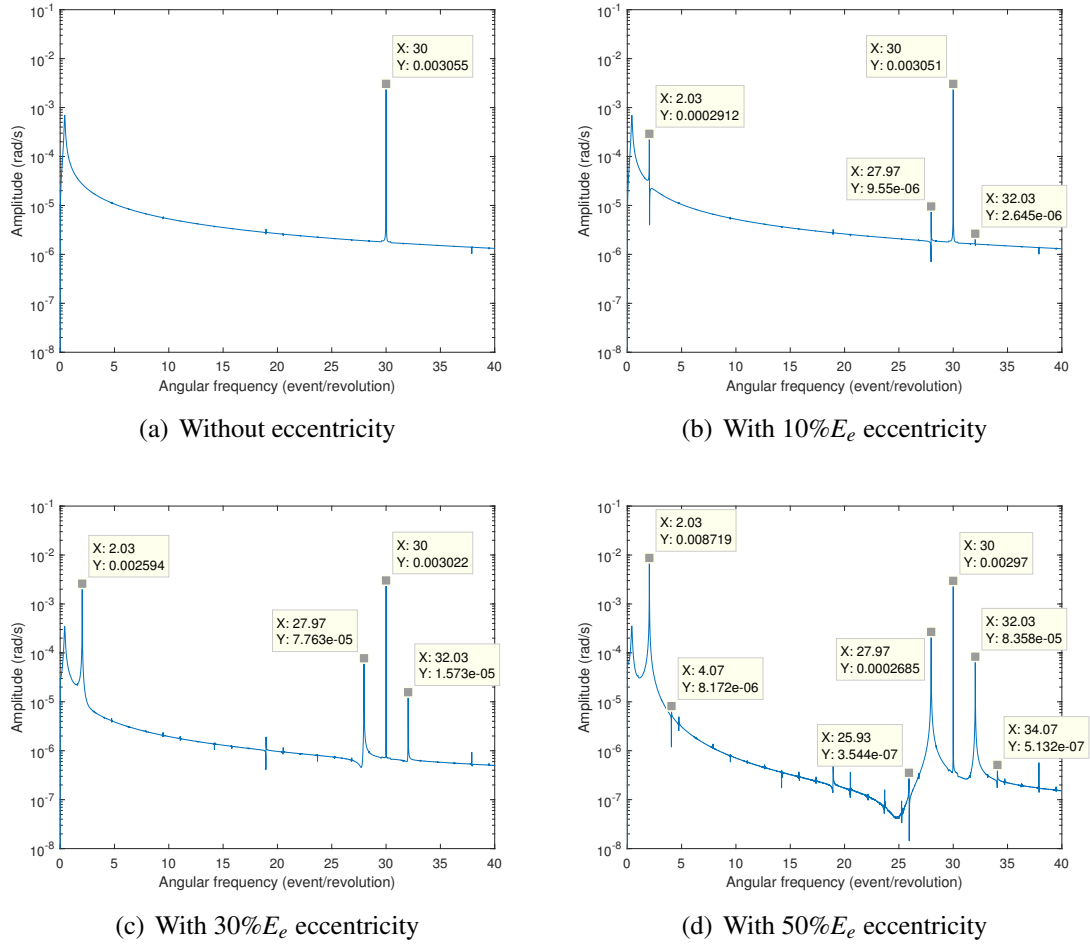 10^-1
10^-2
10^-3
10^-4
10^-5
10^-6
10^-7
10^-8
Amplitude (rad/s)
X: 30
Y: 0.003055
0 5 10 15 20 25 30 35 40
Angular frequency (event/revolution)
(a) Without eccentricity
10^-1
10^-2
10^-3
10^-4
10^-5
10^-6
10^-7
10^-8
Amplitude (rad/s)
X: 30
Y: 0.003051
X: 2.03
Y: 0.0002912
X: 27.97
Y: 9.55e-06
X: 32.03
Y: 2.645e-06
0 5 10 15 20 25 30 35 40
Angular frequency (event/revolution)
(b) With 10%E_e eccentricity
10^-1
10^-2
10^-3
10^-4
10^-5
10^-6
10^-7
10^-8
Amplitude (rad/s)
X: 2.03
Y: 0.002594
X: 30
Y: 0.003022
X: 27.97
Y: 7.763e-05
X: 32.03
Y: 1.573e-05
0 5 10 15 20 25 30 35 40
Angular frequency (event/revolution)
(c) With 30%E_e eccentricity
10^-1
10^-2
10^-3
10^-4
10^-5
10^-6
10^-7
10^-8
Amplitude (rad/s)
X: 2.03
Y: 0.008719
X: 30
Y: 0.00297
X: 27.97
Y: 0.0002685
X: 32.03
Y: 8.358e-05
X: 4.07
Y: 8.172e-06
X: 25.93
Y: 3.544e-07
X: 34.07
Y: 5.132e-07
0 5 10 15 20 25 30 35 40
Angular frequency (event/revolution)
(d) With 50%E_e eccentricity